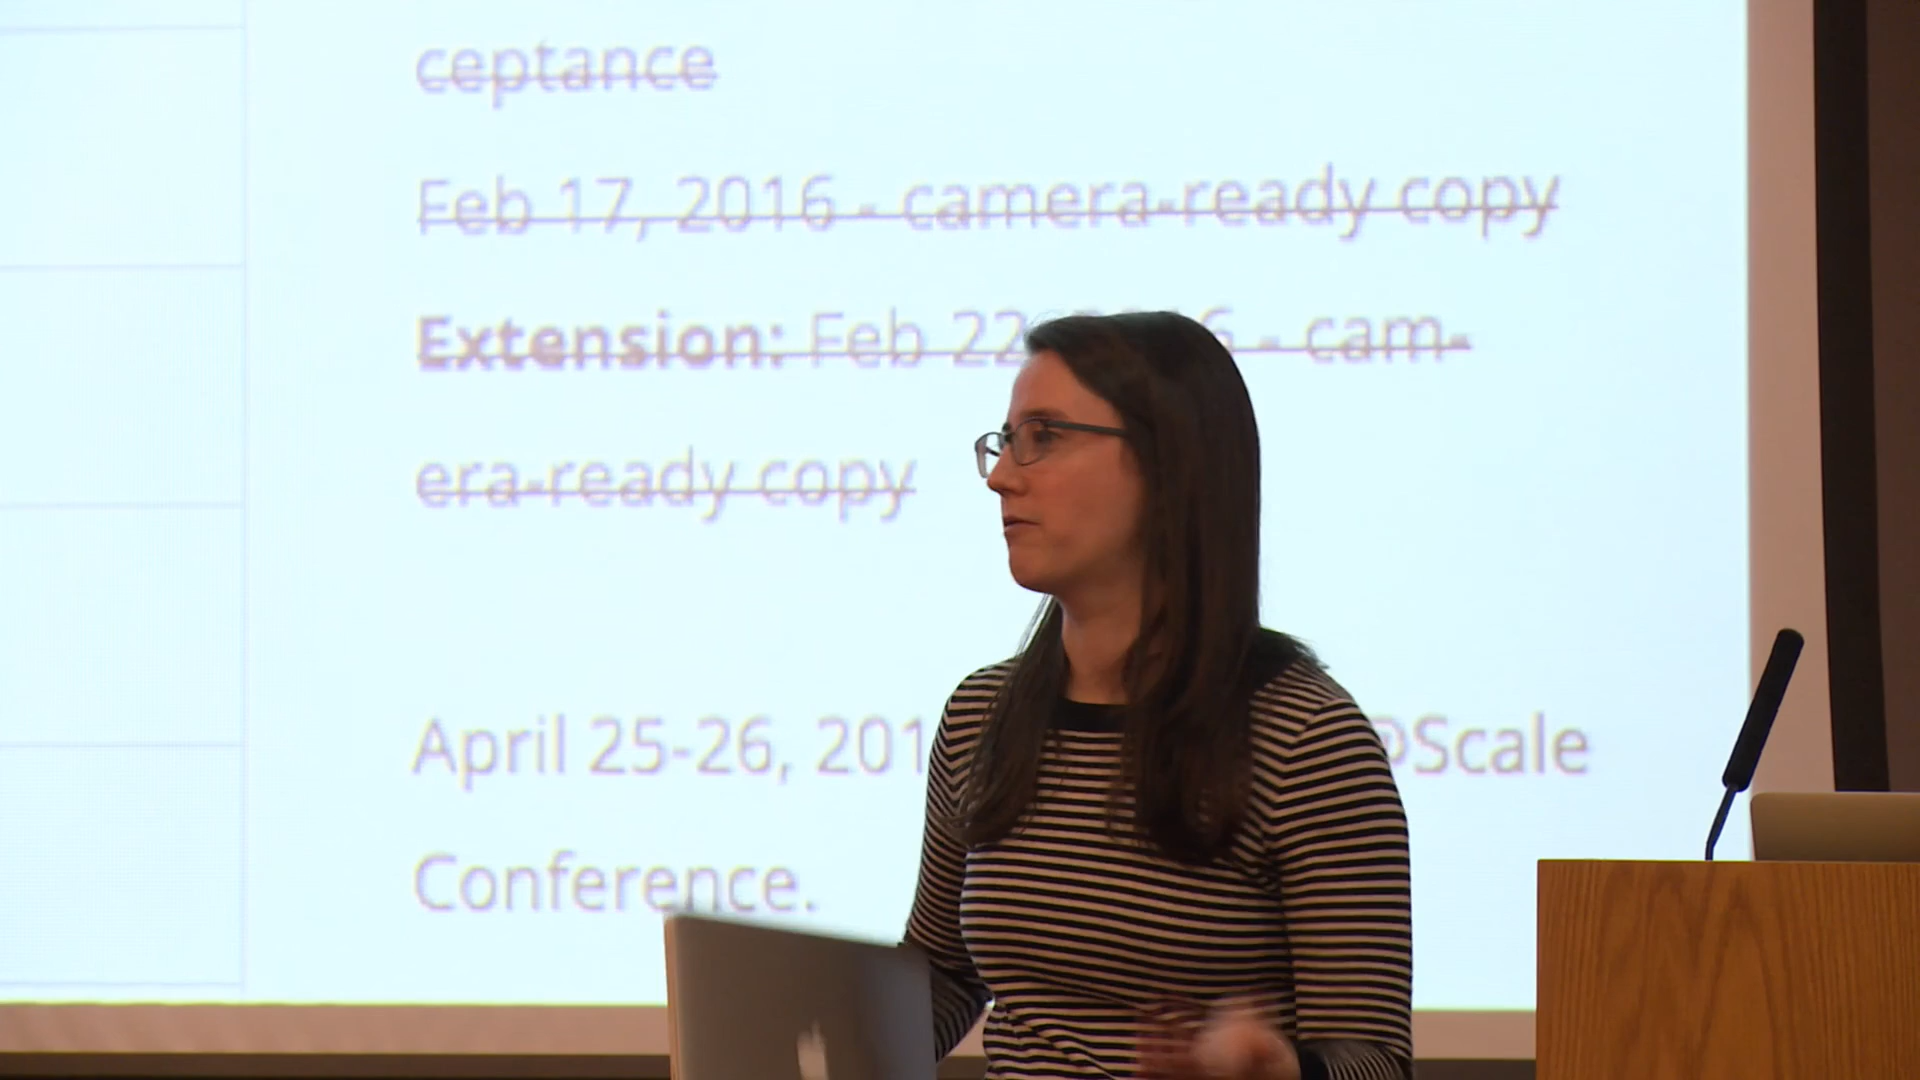 ceptance
Feb 17, 2016 - camera-ready copy
Extension: Feb 22, 6 - cam-
era-ready copy
April 25-26, 201 @Scale
Conference.